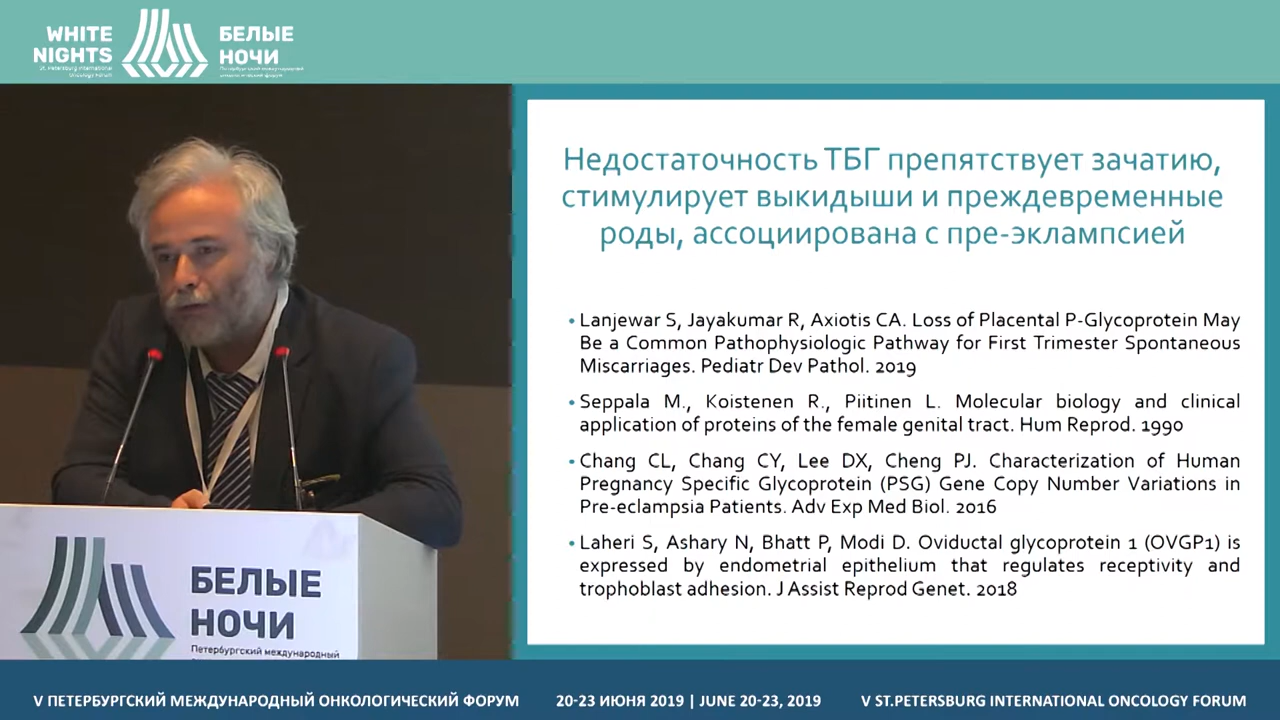 WHITE
NIGHTS
St. Petersburg International
Oncology Forum
БЕЛЫЕ
НОЧИ
Петербургский международный
онкологический форум
Недостаточность ТБГ препятствует зачатию,
стимулирует выкидыши и преждевременные
роды, ассоциирована с пре-эклампсией
• Lanjewar S, Jayakumar R, Axiotis CA. Loss of Placental P-Glycoprotein May
Be a Common Pathophysiologic Pathway for First Trimester Spontaneous
Miscarriages. Pediatr Dev Pathol. 2019
• Seppala M., Koistenen R., Piitinen L. Molecular biology and clinical
application of proteins of the female genital tract. Hum Reprod. 1990
• Chang CL, Chang CY, Lee DX, Cheng PJ. Characterization of Human
Pregnancy Specific Glycoprotein (PSG) Gene Copy Number Variations in
Pre-eclampsia Patients. Adv Exp Med Biol. 2016
• Laheri S, Ashary N, Bhatt P, Modi D. Oviductal glycoprotein 1 (OVGP1) is
expressed by endometrial epithelium that regulates receptivity and
trophoblast adhesion. J Assist Reprod Genet. 2018
БЕЛЫЕ
НОЧИ
Петербургский международный
V ПЕТЕРБУРГСКИЙ МЕЖДУНАРОДНЫЙ ОНКОЛОГИЧЕСКИЙ ФОРУМ
20-23 ИЮНЯ 2019 | JUNE 20-23, 2019
V ST.PETERSBURG INTERNATIONAL ONCOLOGY FORUM